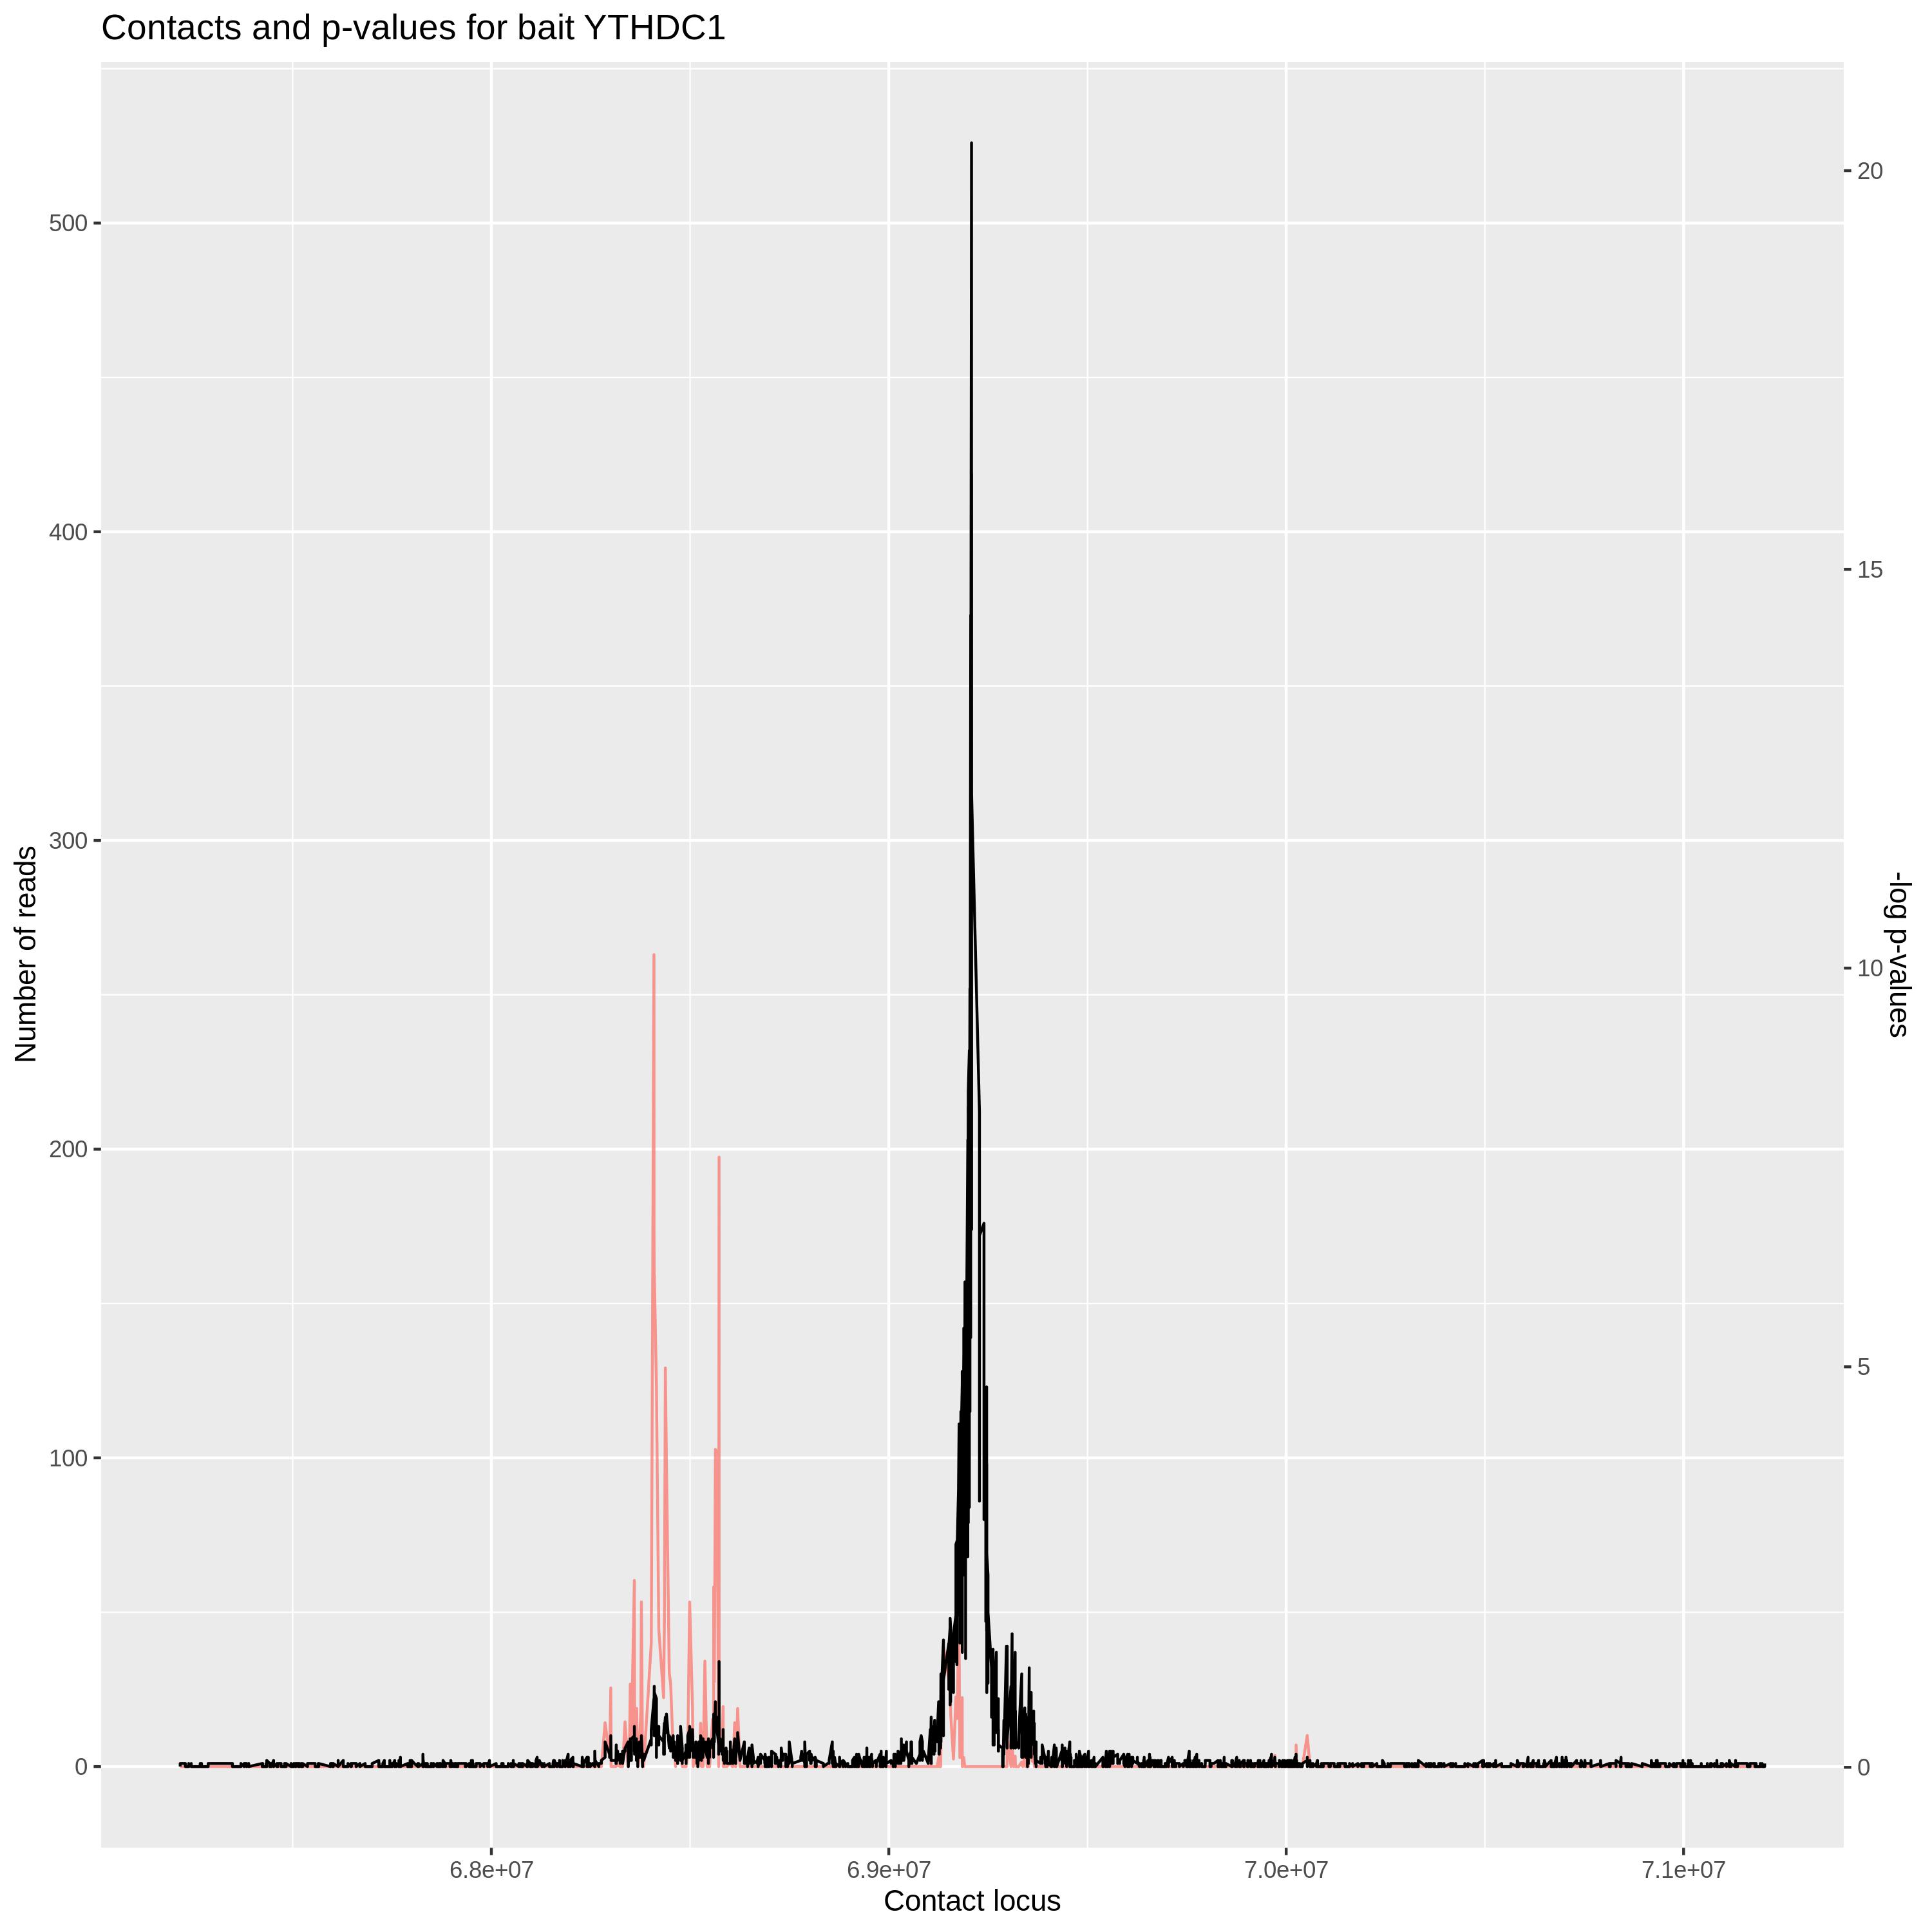 Contacts and p-values for bait YTHDC1
500
400
300
200
100
0
Number of reads
20
15
10
5
0
-log p-values
6.8e+07
6.9e+07
7.0e+07
7.1e+07
Contact locus